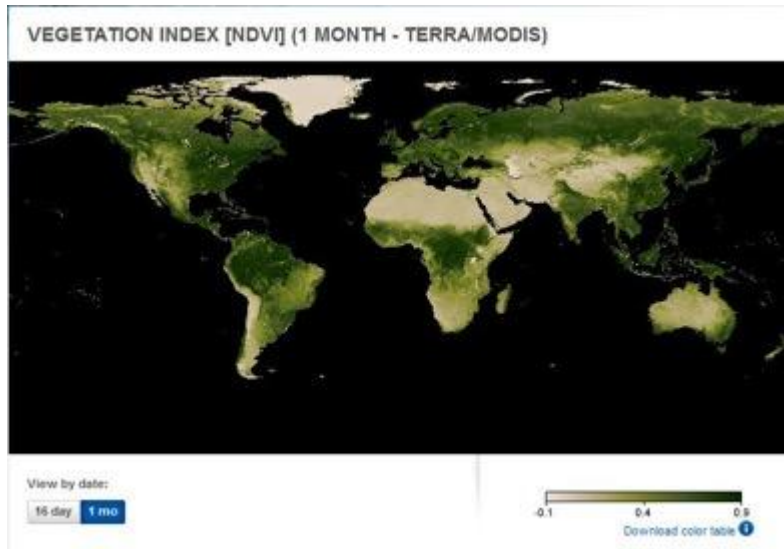 VEGETATION INDEX [NDVI] (1 MONTH - TERRA/MODIS)
View by date:
16 day 1 mo
-0.1 0.4 0.9
Download color table i